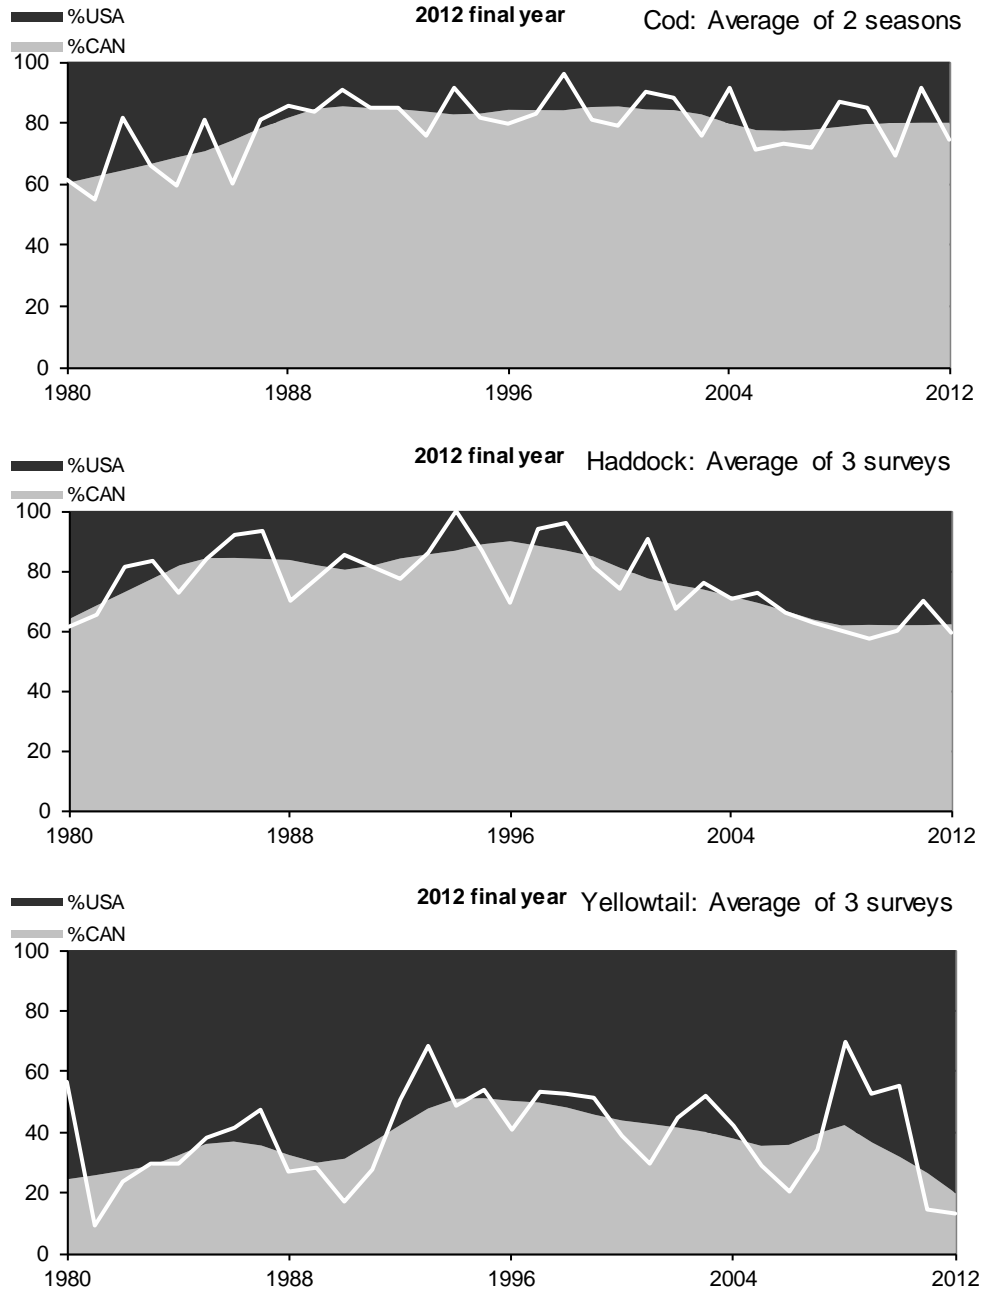 %USA
2012 final year
Cod: Average of 2 seasons
%CAN
100
80
60
40
20
0
1980 1988 1996 2004 2012
%USA
2012 final year
Haddock: Average of 3 surveys
%CAN
100
80
60
40
20
0
1980 1988 1996 2004 2012
%USA
2012 final year
Yellowtail: Average of 3 surveys
%CAN
100
80
60
40
20
0
1980 1988 1996 2004 2012